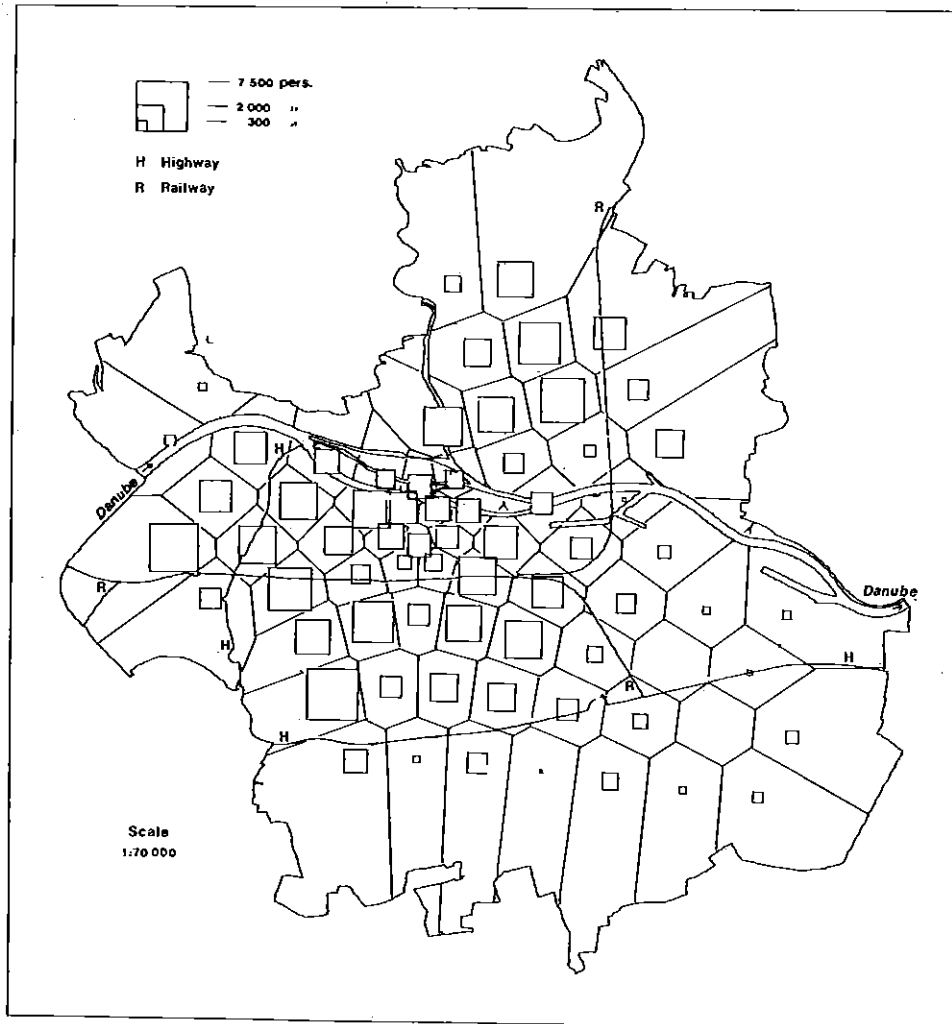 7 500 pers.
2 000 "
300 "
H Highway
R Railway
R
H
Danube
R
Danube
H
H
R
H
Scale
1:70 000